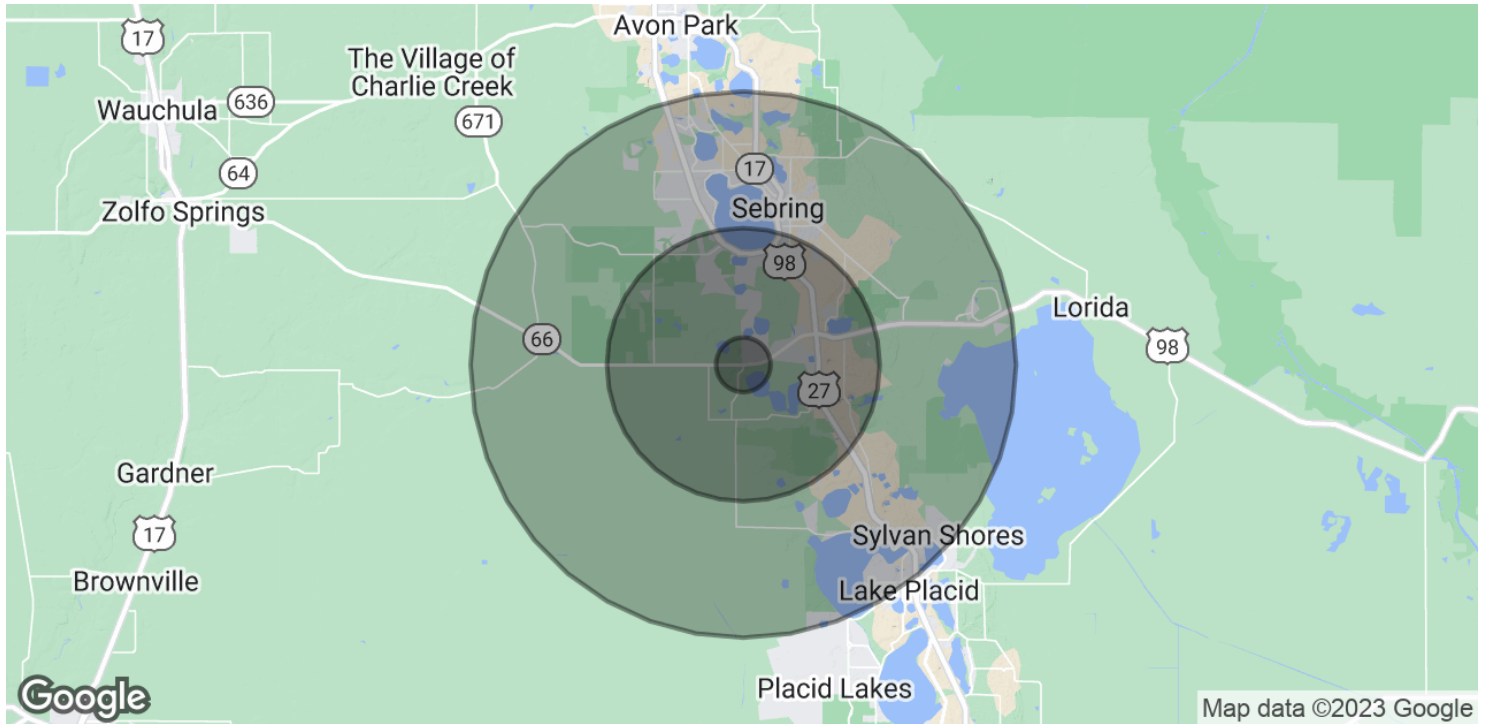 Avon Park
17
The Village of
Charlie Creek
636
Wauchula
671
64
17
Zolfo Springs
Sebring
98
Lorida
66
98
27
Gardner
17
Sylvan Shores
Brownville
Lake Placid
Placid Lakes
Google
Map data ©2023 Google